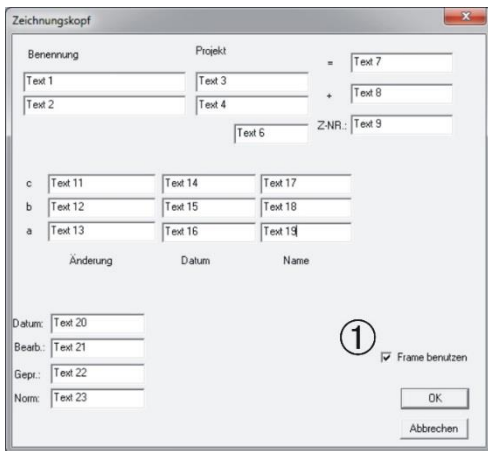 Zeichnungskopf
Benennung Projekt
= Text 7
Text 1 Text 3
+ Text 8
Text 2 Text 4
Z-NR.: Text 9
Text 6
c Text 11 Text 14 Text 17
b Text 12 Text 15 Text 18
a Text 13 Text 16 Text 19
Änderung Datum Name
Datum: Text 20
Bearb.: Text 21
①
Frame benutzen
Gepr.: Text 22
Norm: Text 23
OK
Abbrechen